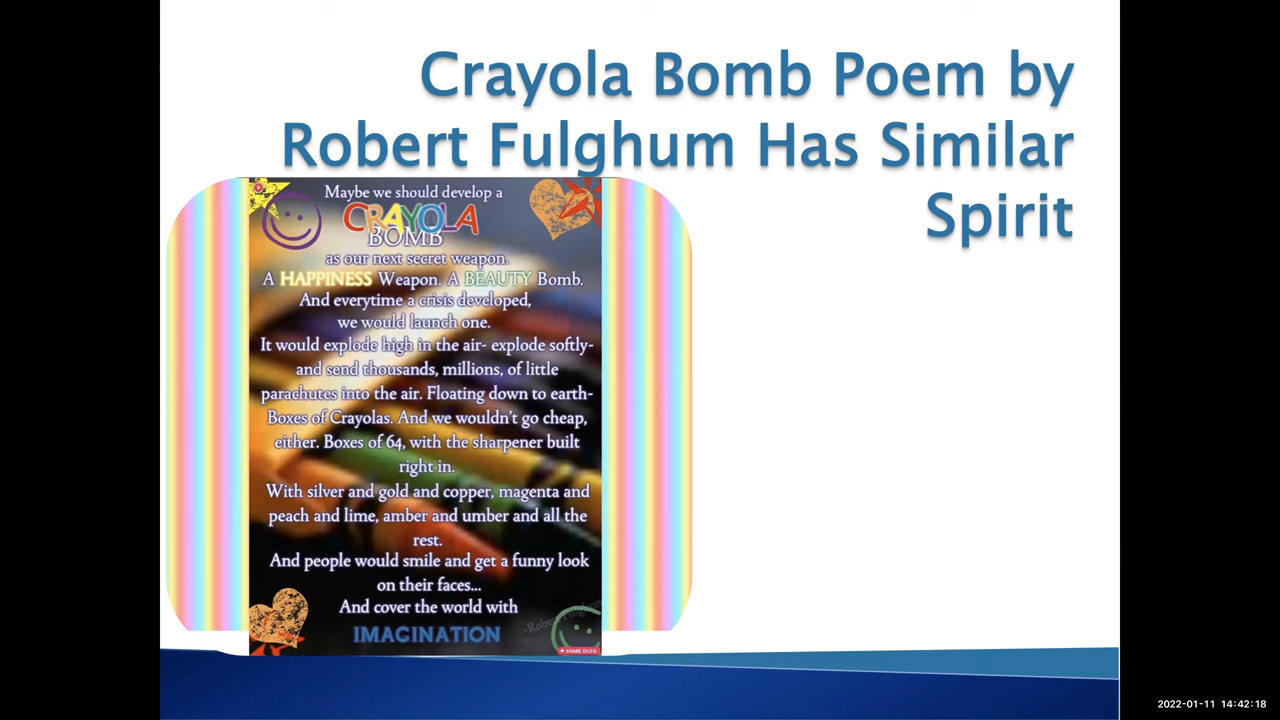 Crayola Bomb Poem by
Robert Fulghum Has Similar
Spirit
Maybe we should develop a
CRAYOLA
BOMB
as our next secret weapon.
A HAPPINESS Weapon. A BEAUTY Bomb.
And everytime a crisis developed,
we would launch one.
It would explode high in the air- explode softly-
and send thousands, millions, of little
parachutes into the air. Floating down to earth-
Boxes of Crayolas. And we wouldn't go cheap,
either. Boxes of 64, with the sharpener built
right in.
With silver and gold and copper, magenta and
peach and lime, amber and umber and all the
rest.
And people would smile and get a funny look
on their faces...
And cover the world with
IMAGINATION
-Robert Fulghum
SHARE OLOG
2022-01-11 14:42:18